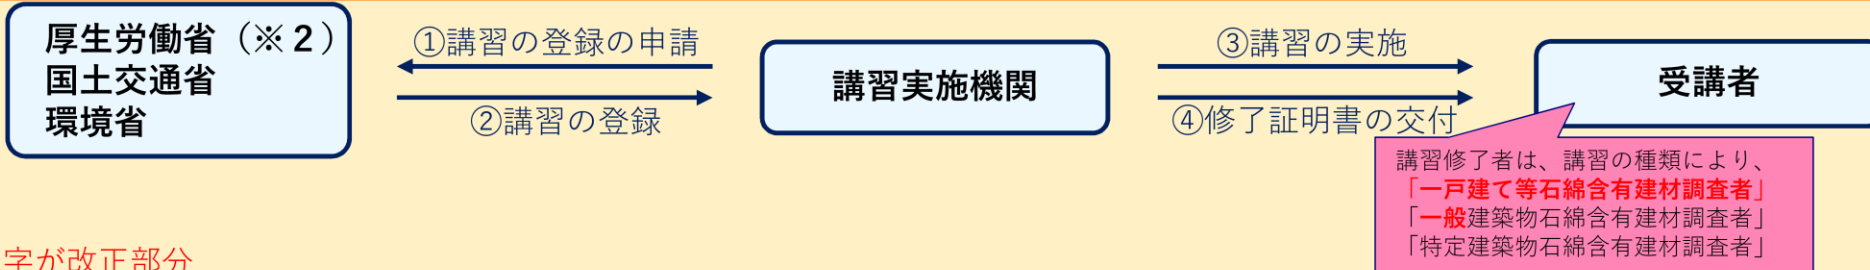 厚生労働省（※２）
国土交通省
環境省
①講習の登録の申請
②講習の登録
講習実施機関
③講習の実施
④修了証明書の交付
受講者
講習修了者は、講習の種類により、
「一戸建て等石綿含有建材調査者」
「一般建築物石綿含有建材調査者」
「特定建築物石綿含有建材調査者」
字が改正部分